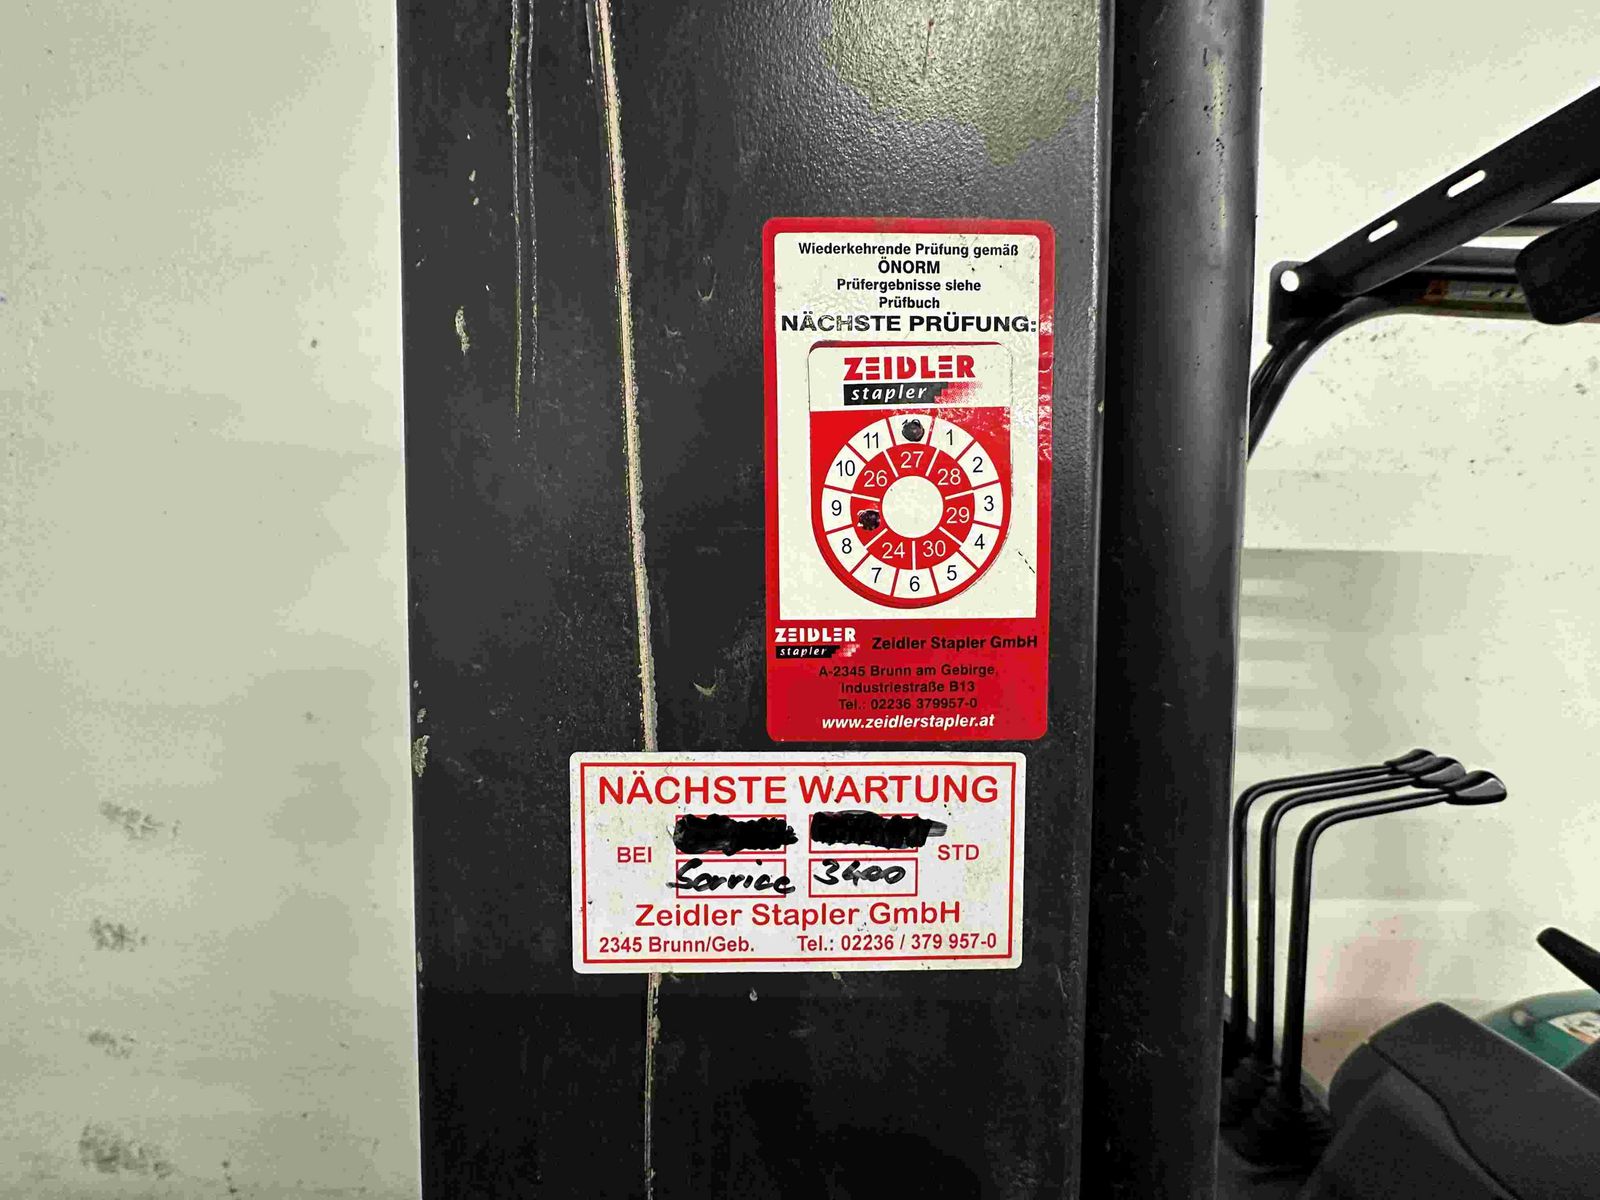 Wiederkehrende Prüfung gemäß
ÖNORM
Prüfergebnisse siehe
Prüfbuch
NÄCHSTE PRÜFUNG:
ZEIDLER
stapler
11 1
10 2
9 3
8 4
7 6 5
26 27 28
29
24 30
ZEIDLER
stapler
Zeidler Stapler GmbH
A-2345 Brunn am Gebirge,
Industriestraße B13
Tel.: 02236 379957-0
www.zeidlerstapler.at
NÄCHSTE WARTUNG
BEI STD
Service 3400
Zeidler Stapler GmbH
2345 Brunn/Geb. Tel.: 02236 / 379 957-0